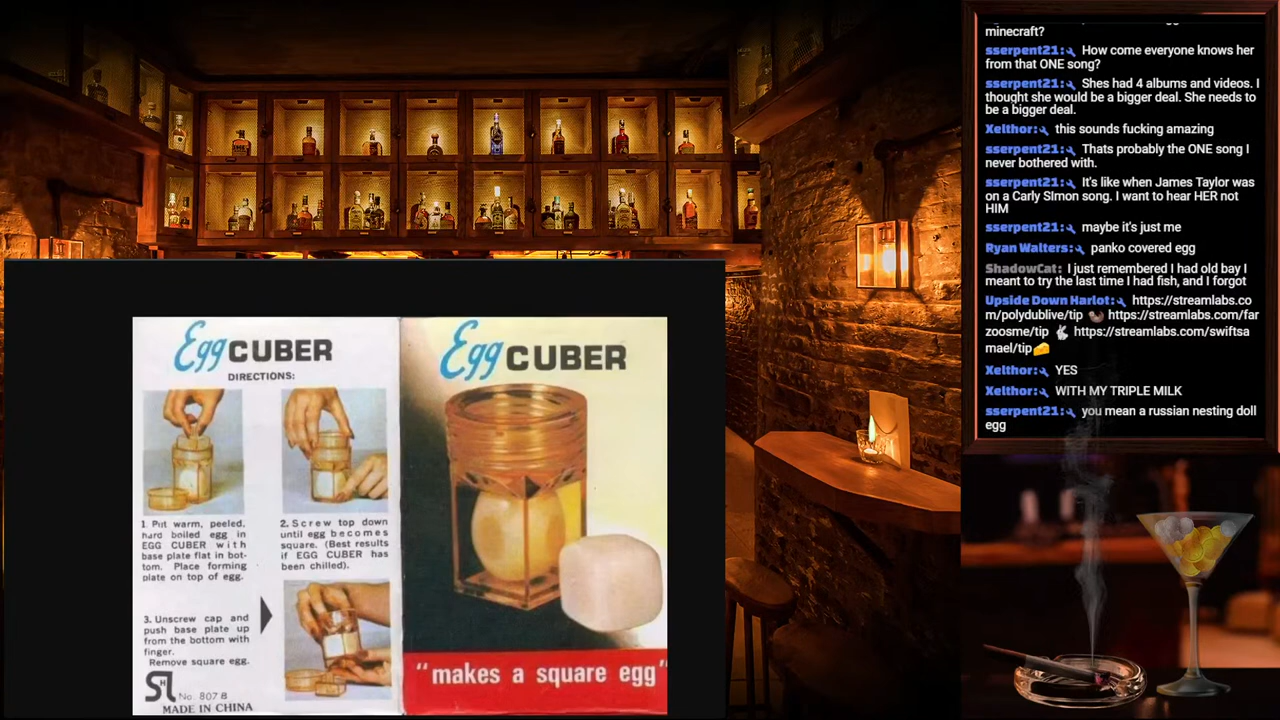 Egg CUBER
DIRECTIONS:
1. Put warm, peeled,
hard boiled egg in
EGG CUBER with
base plate flat in bot-
tom. Place forming
plate on top of egg.
2. Screw top down
until egg becomes
square. (Best results
if EGG CUBER has
been chilled).
3. Unscrew cap and
push base plate up
from the bottom with
finger.
Remove square egg.
SHL No. 807 B
MADE IN CHINA
Egg CUBER
"makes a square egg"
minecraft?
sserpent21: How come everyone knows her
from that ONE song?
sserpent21: Shes had 4 albums and videos. I
thought she would be a bigger deal. She needs to
be a bigger deal.
Xelthor: this sounds fucking amazing
sserpent21: Thats probably the ONE song I
never bothered with.
sserpent21: It's like when James Taylor was
on a Carly SImon song. I want to hear HER not
HIM
sserpent21: maybe it's just me
Ryan Walters: panko covered egg
ShadowCat: I just remembered I had old bay I
meant to try the last time I had fish, and I forgot
Upside Down Harlot: https://streamlabs.co
m/polydublive/tip 🦦 https://streamlabs.com/far
zoosme/tip 🐇 https://streamlabs.com/swiftsa
mael/tip🧀
Xelthor: YES
Xelthor: WITH MY TRIPLE MILK
sserpent21: you mean a russian nesting doll
egg